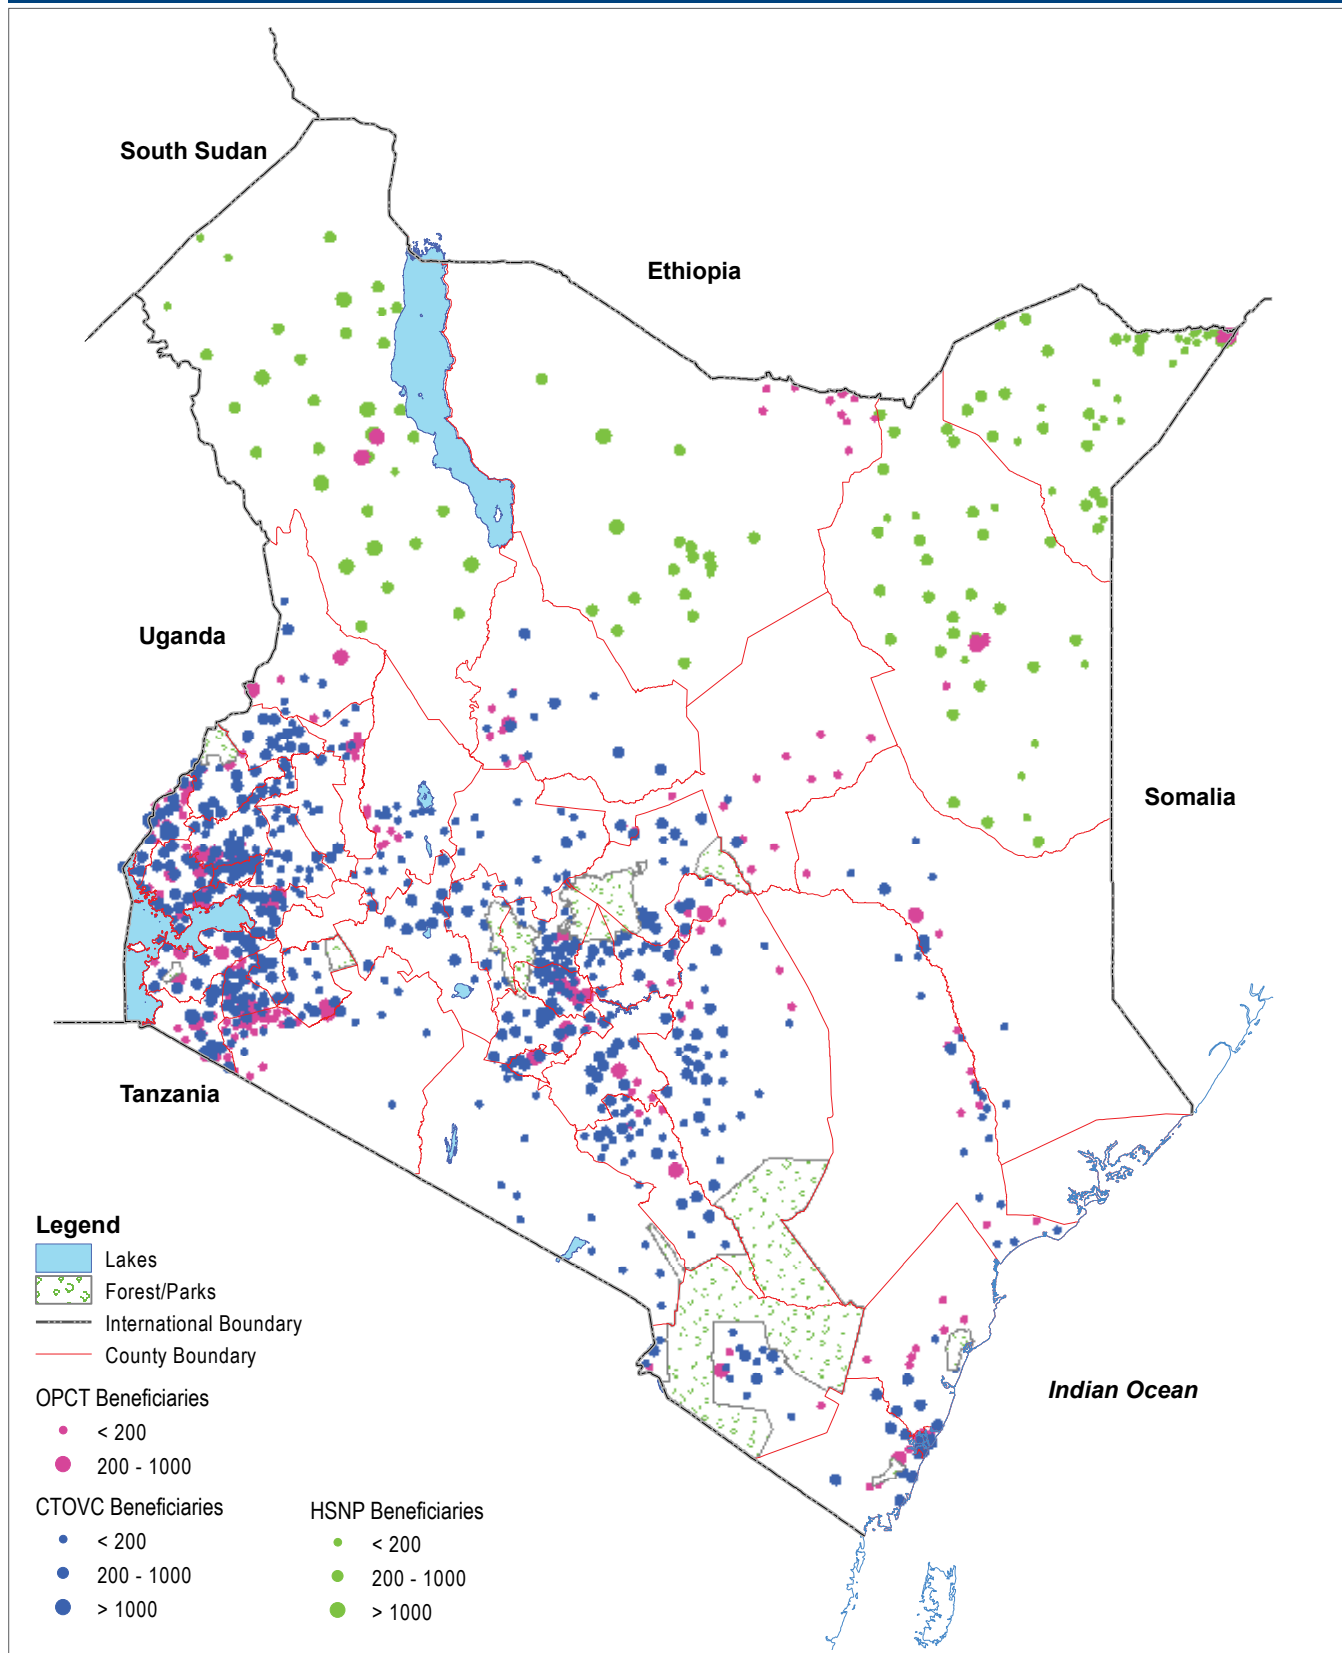 South Sudan
Ethiopia
Uganda
Somalia
Tanzania
Indian Ocean
Legend
Lakes
Forest/Parks
International Boundary
County Boundary
OPCT Beneficiaries
< 200
200 - 1000
CTOVC Beneficiaries
< 200
200 - 1000
> 1000
HSNP Beneficiaries
< 200
200 - 1000
> 1000